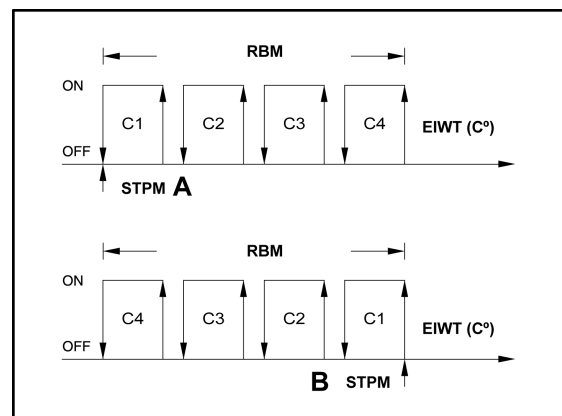 RBM
ON
C1 C2 C3 C4 EIWT (Cº)
OFF
STPM A
RBM
ON
C4 C3 C2 C1 EIWT (Cº)
OFF
B STPM